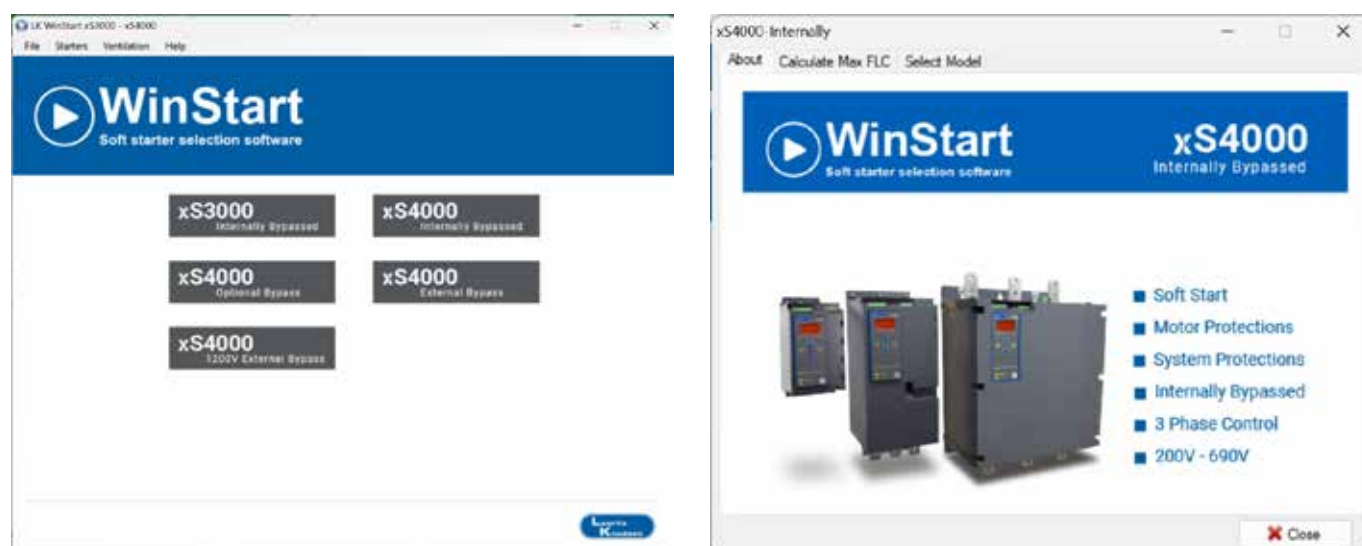 LK WinStart xS3000 - xS4000
File Starters Ventilation Help
WinStart
Soft starter selection software
xS3000
Internally Bypassed
xS4000
Internally Bypassed
xS4000
Optional Bypass
xS4000
External Bypass
xS4000
1200V External Bypass
Lauritz
Knudsen
xS4000-Internally
About Calculate Max FLC Select Model
WinStart
Soft starter selection software
xS4000
Internally Bypassed
Soft Start
Motor Protections
System Protections
Internally Bypassed
3 Phase Control
200V - 690V
Close